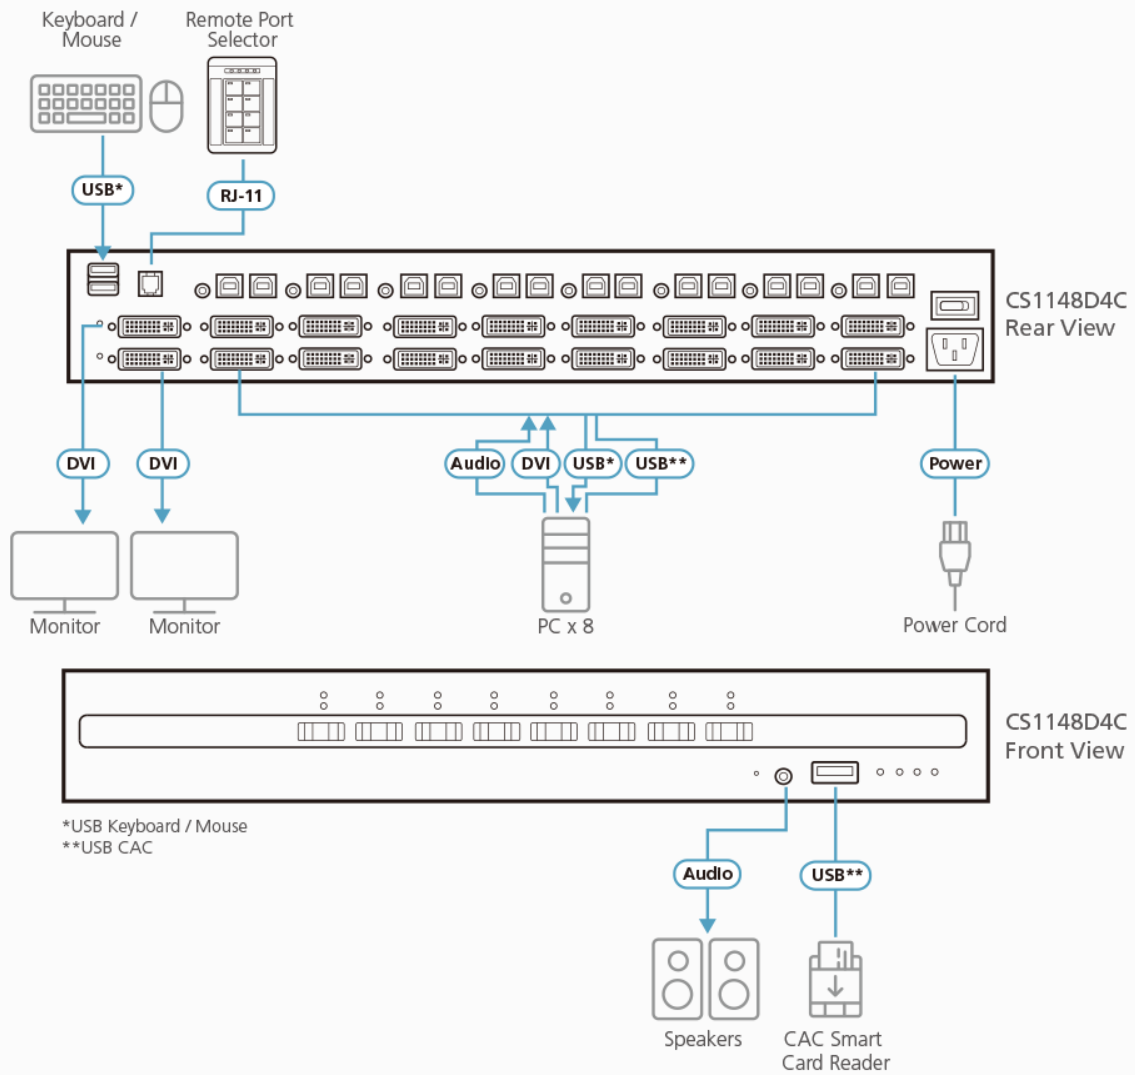 Keyboard /
Mouse
Remote Port
Selector
USB*
RJ-11
CS1148D4C
Rear View
DVI
DVI
Audio
DVI
USB*
USB**
Power
Monitor
Monitor
PC x 8
Power Cord
CS1148D4C
Front View
*USB Keyboard / Mouse
**USB CAC
Audio
USB**
Speakers
CAC Smart
Card Reader